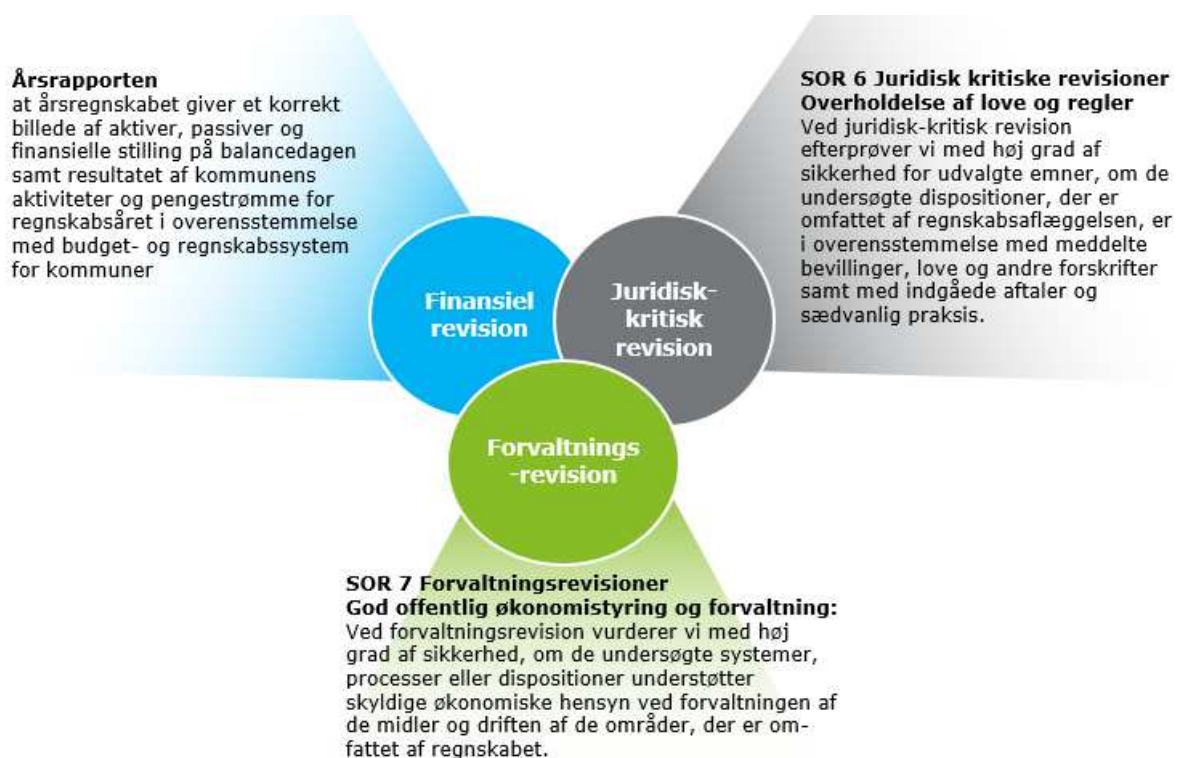 Årsrapporten
at årsregnskabet giver et korrekt
billede af aktiver, passiver og
finansielle stilling på balancedagen
samt resultatet af kommunens
aktiviteter og pengestrømme for
regnskabsåret i overensstemmelse
med budget- og regnskabssystem
for kommuner
SOR 6 Juridisk kritiske revisioner
Overholdelse af love og regler
Ved juridisk-kritisk revision
efterprøver vi med høj grad af
sikkerhed for udvalgte emner, om de
undersøgte dispositioner, der er
omfattet af regnskabsaflæggelsen, er
i overensstemmelse med meddelte
bevillinger, love og andre forskrifter
samt med indgåede aftaler og
sædvanlig praksis.
Finansiel
revision
Juridisk-
kritisk
revision
Forvaltnings
-revision
SOR 7 Forvaltningsrevisioner
God offentlig økonomistyring og forvaltning:
Ved forvaltningsrevision vurderer vi med høj
grad af sikkerhed, om de undersøgte systemer,
processer eller dispositioner understøtter
skyldige økonomiske hensyn ved forvaltningen af
de midler og driften af de områder, der er om-
fattet af regnskabet.